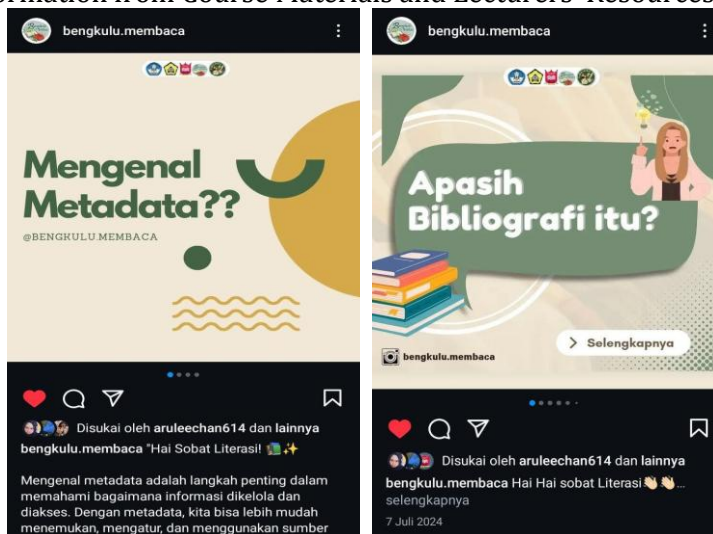 ormation from Course Materials and Lecturers' Resources
bengkulu.membaca
Mengenal
Metadata??
@BENGKULU.MEMBACA
Disukai oleh aruleechan614 dan lainnya
bengkulu.membaca "Hai Sobat Literasi!
Mengenal metadata adalah langkah penting dalam
memahami bagaimana informasi dikelola dan
diakses. Dengan metadata, kita bisa lebih mudah
menemukan, mengatur, dan menggunakan sumber
bengkulu.membaca
Apasih
Bibliografi itu?
> Selengkapnya
bengkulu.membaca
Disukai oleh aruleechan614 dan lainnya
bengkulu.membaca Hai Hai sobat Literasi👋🏻👋🏻...
selengkapnya
7 Juli 2024